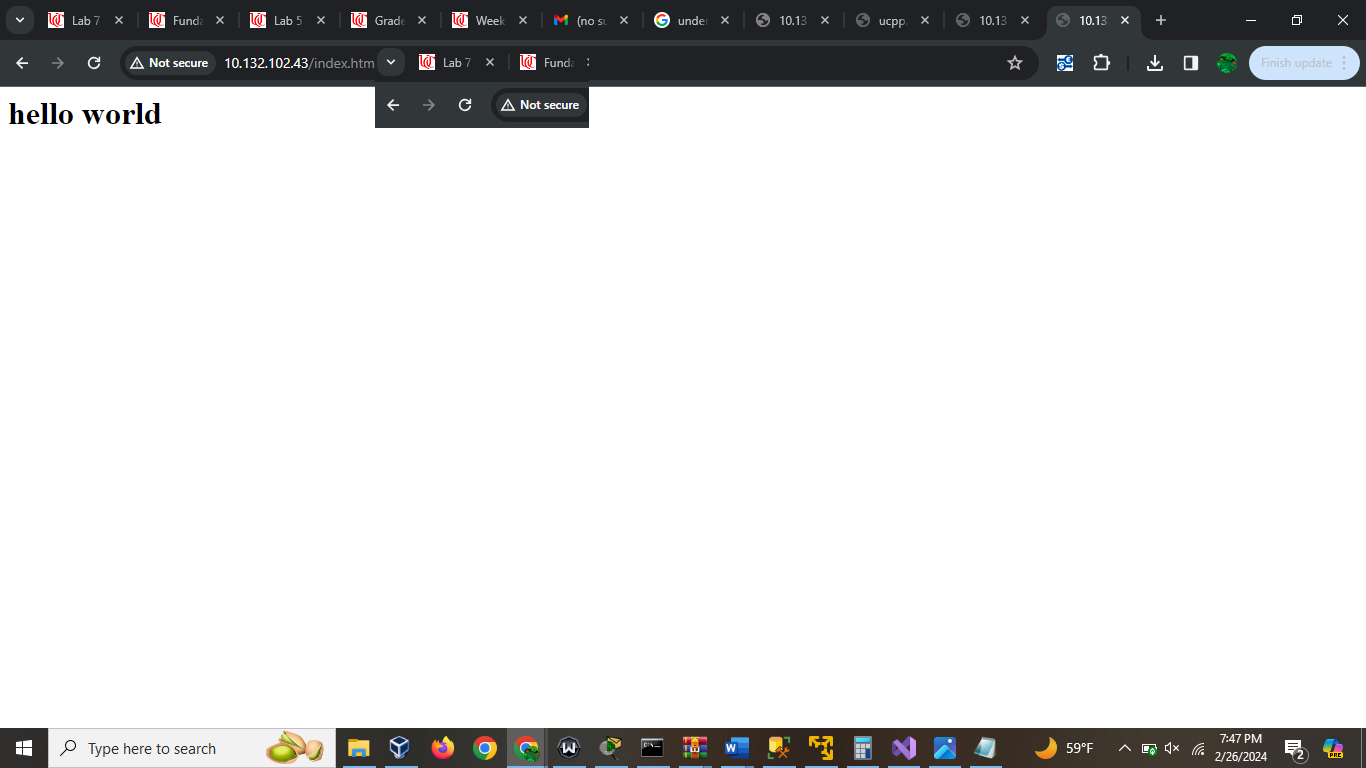 Lab 7
Funda
Lab 5
Grade
Week
(no su
under
10.13
ucpp.
10.13
10.13
Not secure
10.132.102.43/index.htm
Lab 7
Funda
Finish update
Not secure
hello world
Type here to search
59°F
7:47 PM
2/26/2024
2
PRE